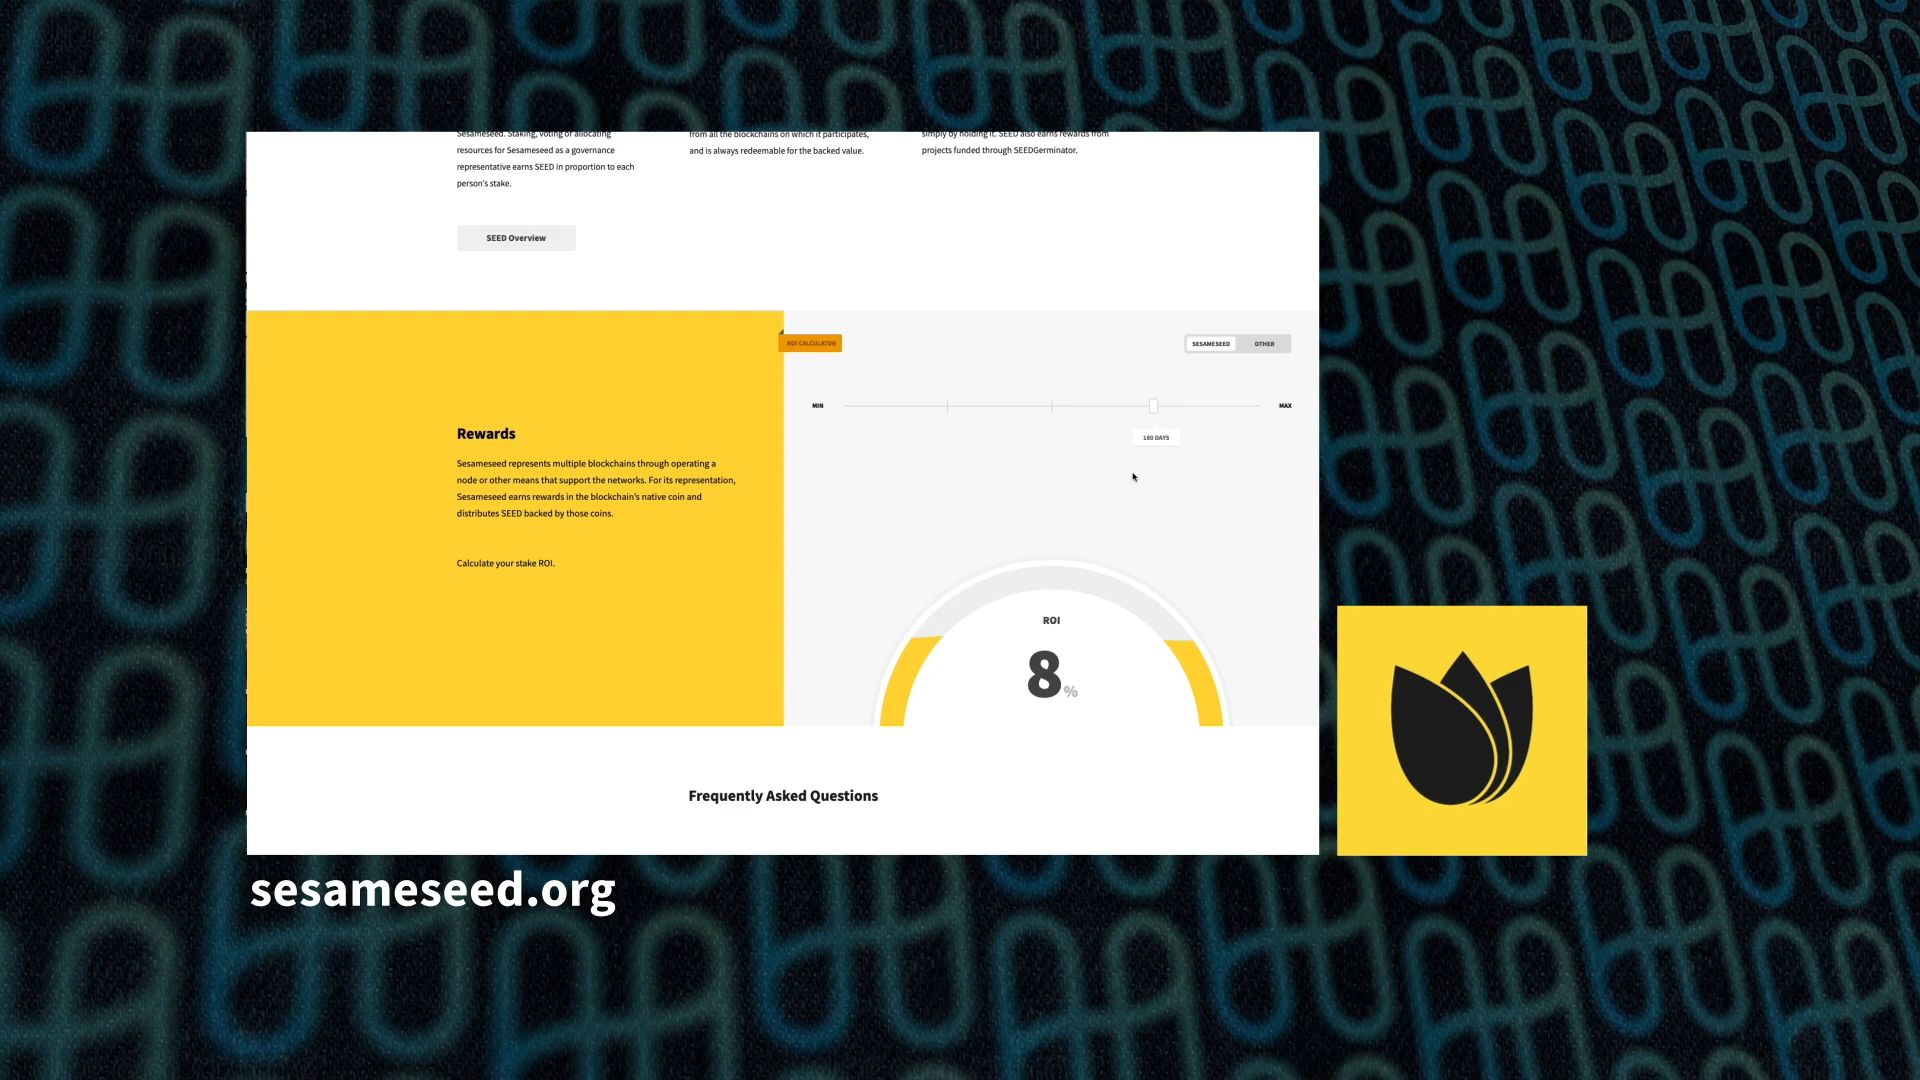 Sesameseed. Staking, voting or allocating
resources for Sesameseed as a governance
representative earns SEED in proportion to each
person's stake.
from all the blockchains on which it participates,
and is always redeemable for the backed value.
simply by holding it. SEED also earns rewards from
projects funded through SEEDGerminator.
SEED Overview
ROI CALCULATOR
SESAMESEED
OTHER
MIN
MAX
180 DAYS
Rewards
Sesameseed represents multiple blockchains through operating a
node or other means that support the networks. For its representation,
Sesameseed earns rewards in the blockchain's native coin and
distributes SEED backed by those coins.
Calculate your stake ROI.
ROI
8%
Frequently Asked Questions
sesameseed.org